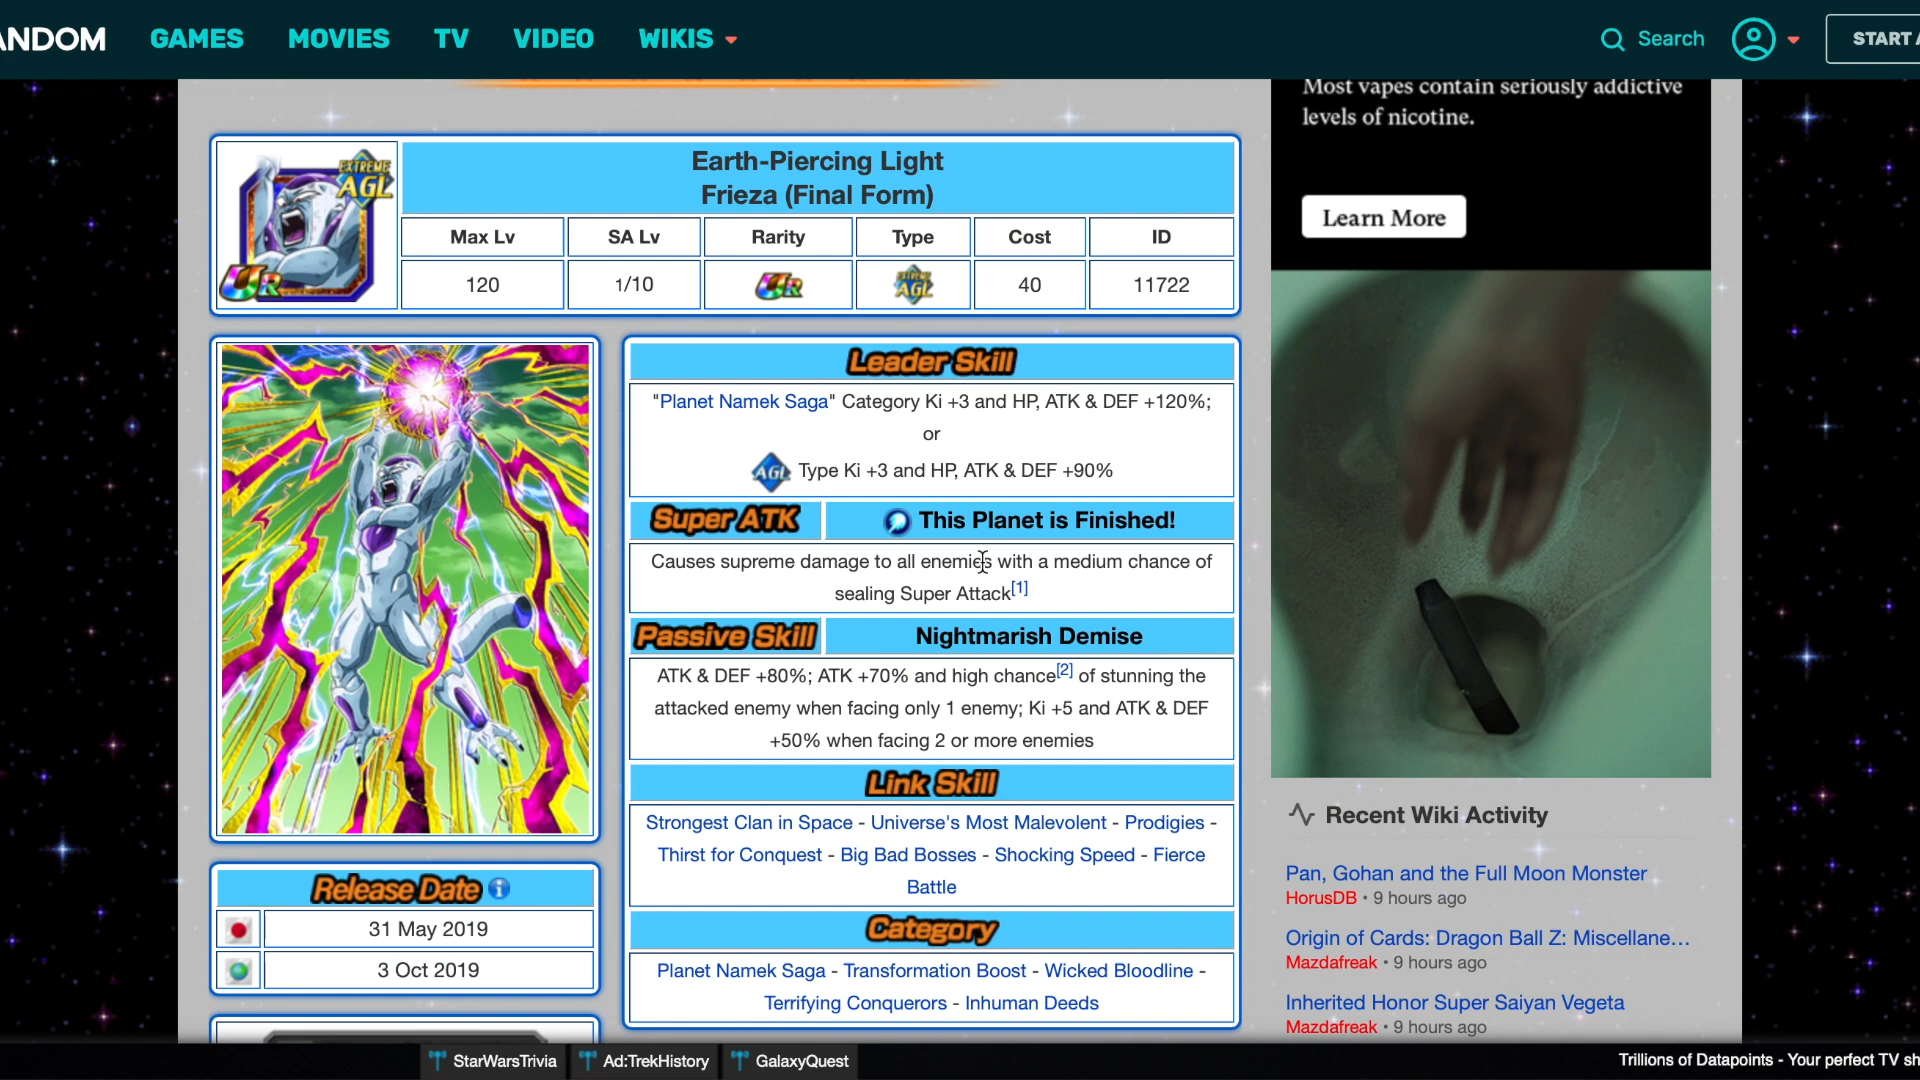 ANDOM
GAMES
MOVIES
TV
VIDEO
WIKIS
Search
START A
Most vapes contain seriously addictive
levels of nicotine.
Learn More
EXTREME
AGL
UR
Earth-Piercing Light
Frieza (Final Form)
Max Lv
SA Lv
Rarity
Type
Cost
ID
120
1/10
UR
EXTREME
AGL
40
11722
Leader Skill
"Planet Namek Saga" Category Ki +3 and HP, ATK & DEF +120%;
or
AGL Type Ki +3 and HP, ATK & DEF +90%
Super ATK
This Planet is Finished!
Causes supreme damage to all enemies with a medium chance of
sealing Super Attack[1]
Passive Skill
Nightmarish Demise
ATK & DEF +80%; ATK +70% and high chance[2] of stunning the
attacked enemy when facing only 1 enemy; Ki +5 and ATK & DEF
+50% when facing 2 or more enemies
Link Skill
Strongest Clan in Space - Universe's Most Malevolent - Prodigies -
Thirst for Conquest - Big Bad Bosses - Shocking Speed - Fierce
Battle
Category
Planet Namek Saga - Transformation Boost - Wicked Bloodline -
Terrifying Conquerors - Inhuman Deeds
Release Date
31 May 2019
3 Oct 2019
Recent Wiki Activity
Pan, Gohan and the Full Moon Monster
HorusDB • 9 hours ago
Origin of Cards: Dragon Ball Z: Miscellane...
Mazdafreak • 9 hours ago
Inherited Honor Super Saiyan Vegeta
Mazdafreak • 9 hours ago
StarWarsTrivia
Ad:TrekHistory
GalaxyQuest
Trillions of Datapoints - Your perfect TV sh